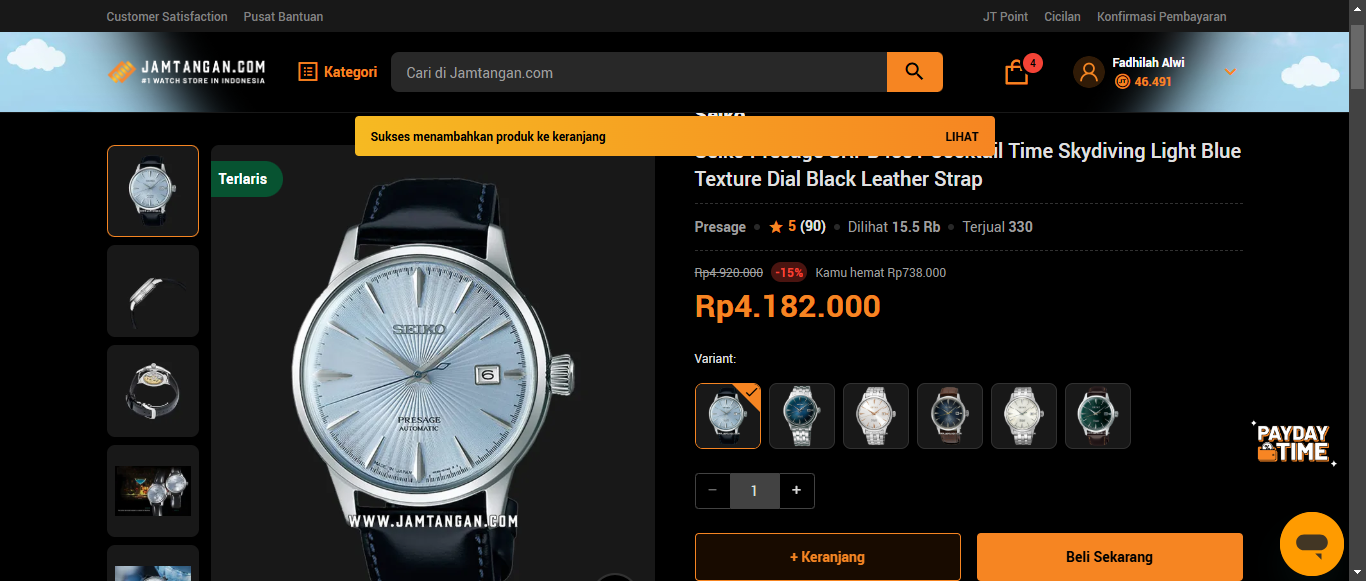 Customer Satisfaction Pusat Bantuan JT Point Cicilan Konfirmasi Pembayaran
JAMTANGAN.COM
#1 WATCH STORE IN INDONESIA
Kategori
Cari di Jamtangan.com
4
Fadhilah Alwi
46.491
Seiko
Sukses menambahkan produk ke keranjang LIHAT
Seiko Presage Cocktail Time Skydiving Light Blue
Texture Dial Black Leather Strap
Terlaris
Presage 5 (90) Dilihat 15.5 Rb Terjual 330
Rp4.920.000 -15% Kamu hemat Rp738.000
Rp4.182.000
Variant:
SEIKO
6
PRESAGE
AUTOMATIC
WWW.JAMTANGAN.COM
PAYDAY
TIME
− 1 +
+ Keranjang Beli Sekarang